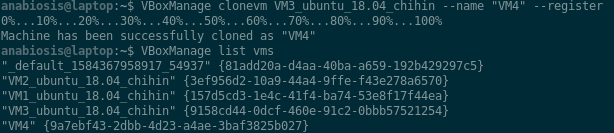 anabiosis@laptop:~$ VBoxManage clonevm VM3_ubuntu_18.04_chihin --name "VM4" --register
0%...10%...20%...30%...40%...50%...60%...70%...80%...90%...100%
Machine has been successfully cloned as "VM4"
anabiosis@laptop:~$ VBoxManage list vms
"_default_1584367958917_54937" {81add20a-d4aa-40ba-a659-192b429297c5}
"VM2_ubuntu_18.04_chihin" {3ef956d2-10a9-44a4-9ffe-f43e278a6570}
"VM1_ubuntu_18.04_chihin" {157d5cd3-1e4c-41f4-ba74-53e8f17f44ea}
"VM3_ubuntu_18.04_chihin" {9158cd44-0dcf-460e-91c2-0bbb57521254}
"VM4" {9a7ebf43-2dbb-4d23-a4ae-3baf3825b027}